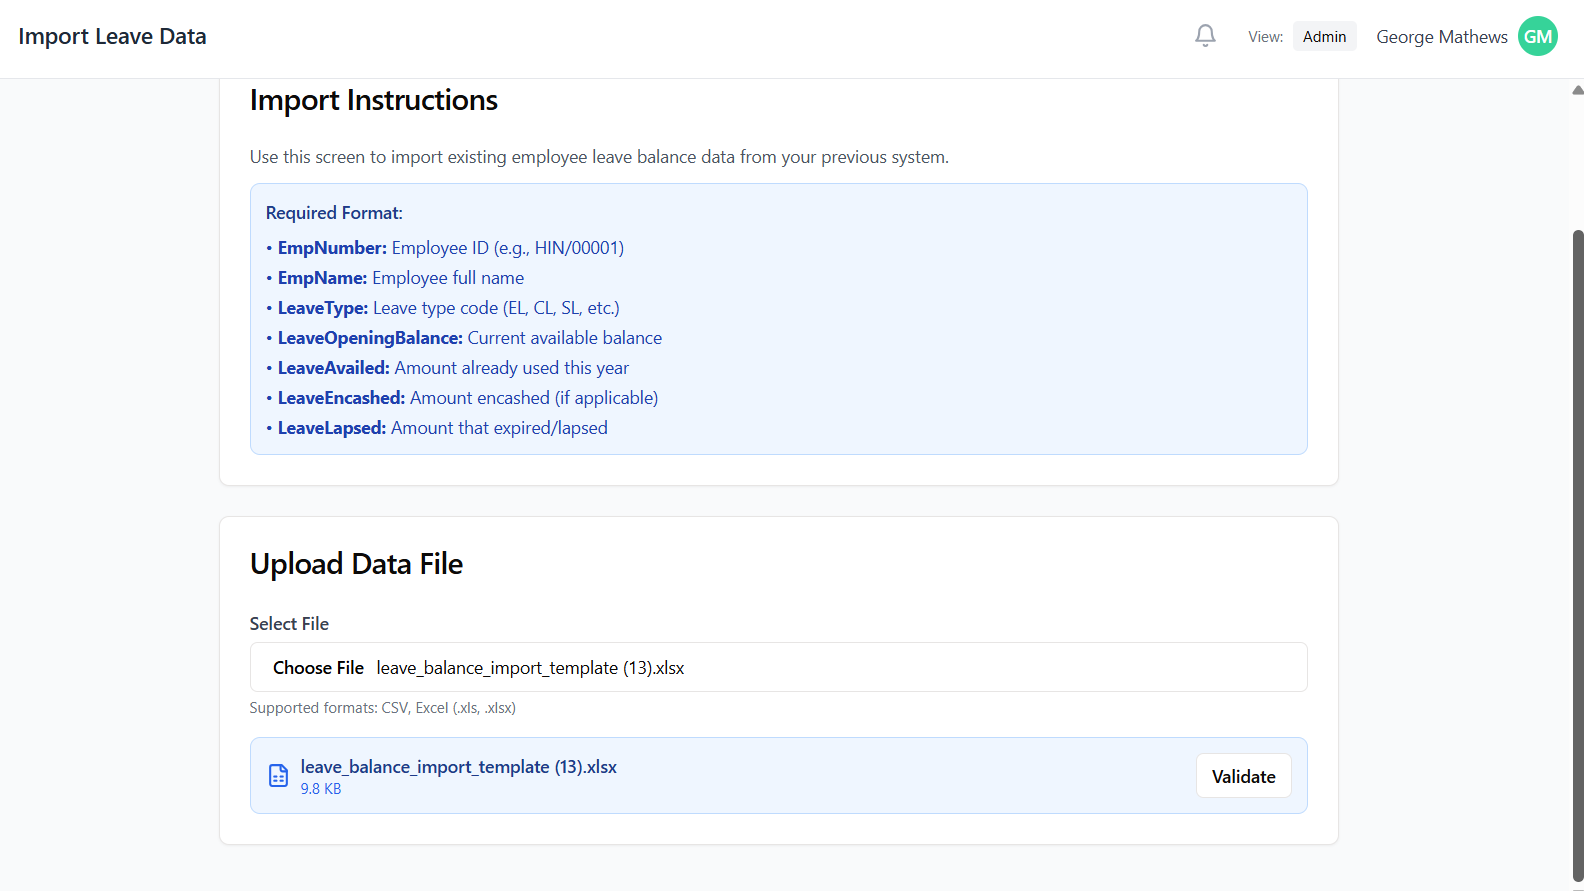 Import Leave Data
View: Admin George Mathews GM
Import Instructions
Use this screen to import existing employee leave balance data from your previous system.
Required Format:
• EmpNumber: Employee ID (e.g., HIN/00001)
• EmpName: Employee full name
• LeaveType: Leave type code (EL, CL, SL, etc.)
• LeaveOpeningBalance: Current available balance
• LeaveAvailed: Amount already used this year
• LeaveEncashed: Amount encashed (if applicable)
• LeaveLapsed: Amount that expired/lapsed
Upload Data File
Select File
Choose File leave_balance_import_template (13).xlsx
Supported formats: CSV, Excel (.xls, .xlsx)
leave_balance_import_template (13).xlsx
9.8 KB
Validate